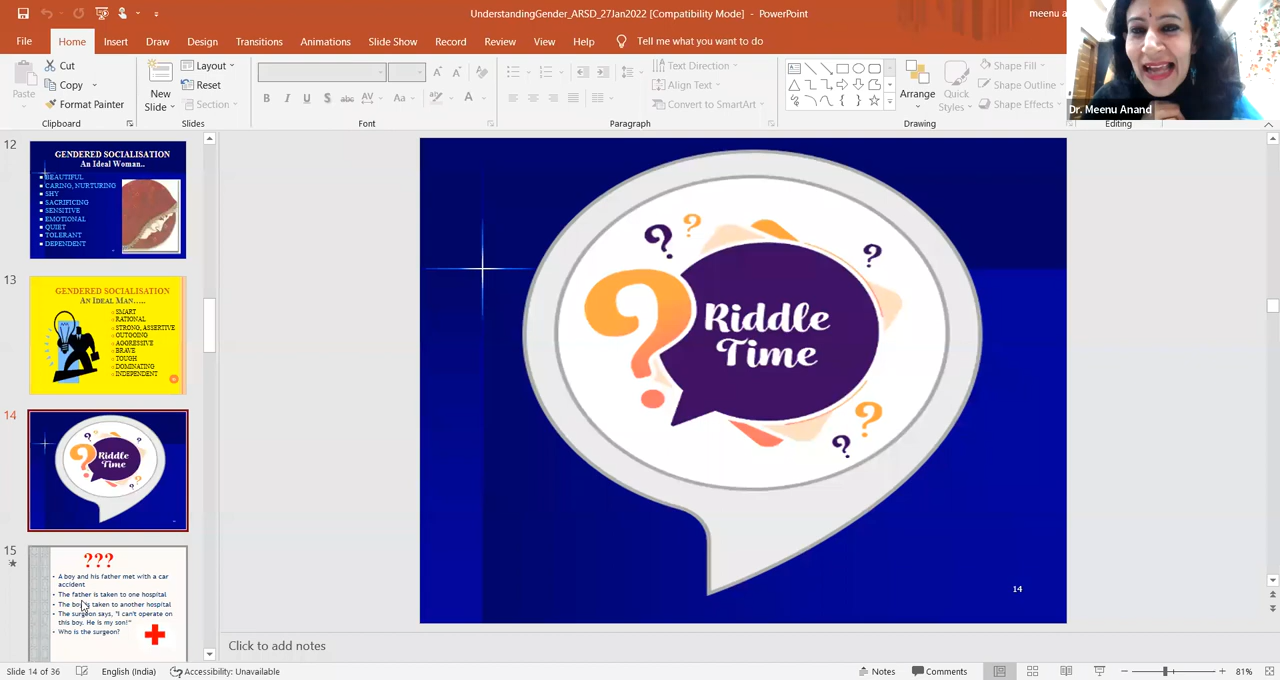 UnderstandingGender_ARSD_27Jan2022 [Compatibility Mode] - PowerPoint
meenu a
File Home Insert Draw Design Transitions Animations Slide Show Record Review View Help Tell me what you want to do
Paste
Cut
Copy
Format Painter
Clipboard
New
Slide
Layout
Reset
Section
Slides
B I U S abc AV Aa A
Font
Text Direction
Align Text
Convert to SmartArt
Paragraph
Arrange
Quick
Styles
Shape Fill
Shape Outline
Shape Effects
Drawing
Editing
Dr. Meenu Anand
12
GENDERED SOCIALISATION
An Ideal Woman..
BEAUTIFUL
CARING, NURTURING
SHY
SACRIFICING
SENSITIVE
EMOTIONAL
QUIET
TOLERANT
DEPENDENT
13
GENDERED SOCIALISATION
AN IDEAL MAN.....
SMART
RATIONAL
STRONG, ASSERTIVE
OUTGOING
AGGRESSIVE
BRAVE
TOUGH
DOMINATING
INDEPENDENT
14
Riddle
Time
15
???
A boy and his father met with a car
accident
The father is taken to one hospital
The boy is taken to another hospital
The surgeon says, "I can't operate on
this boy. He is my son!"
Who is the surgeon?
? ? ? ? ? ?
Riddle
Time
14
Click to add notes
Slide 14 of 36 English (India) Accessibility: Unavailable Notes Comments 81%